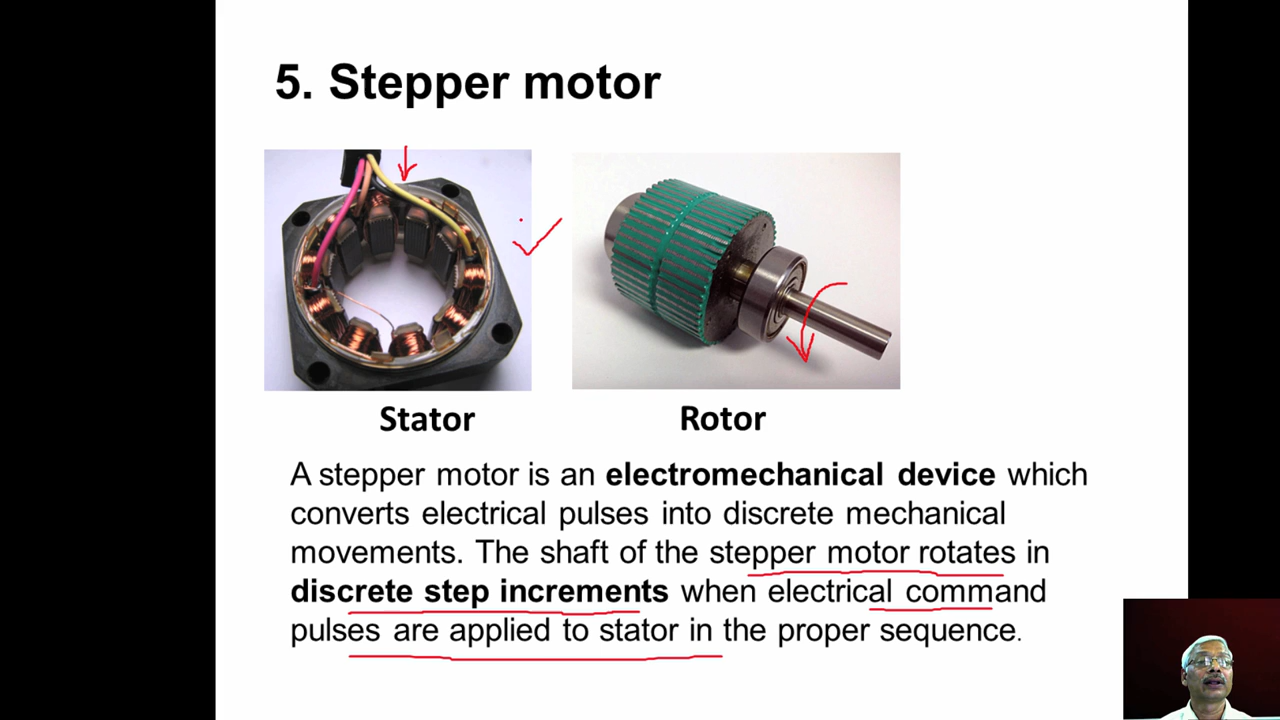 5. Stepper motor
Stator
Rotor
A stepper motor is an electromechanical device which
converts electrical pulses into discrete mechanical
movements. The shaft of the stepper motor rotates in
discrete step increments when electrical command
pulses are applied to stator in the proper sequence.